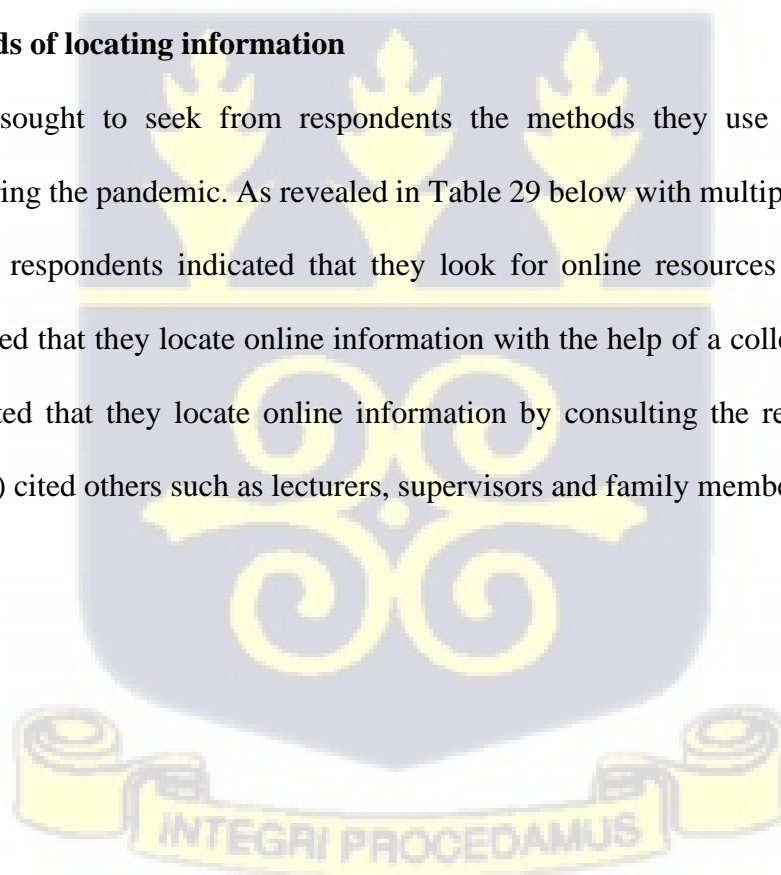 ds of locating information
sought to seek from respondents the methods they use
ring the pandemic. As revealed in Table 29 below with multip
respondents indicated that they look for online resources
ed that they locate online information with the help of a coll
ted that they locate online information by consulting the re
) cited others such as lecturers, supervisors and family membe
INTEGRI PROCEDAMUS